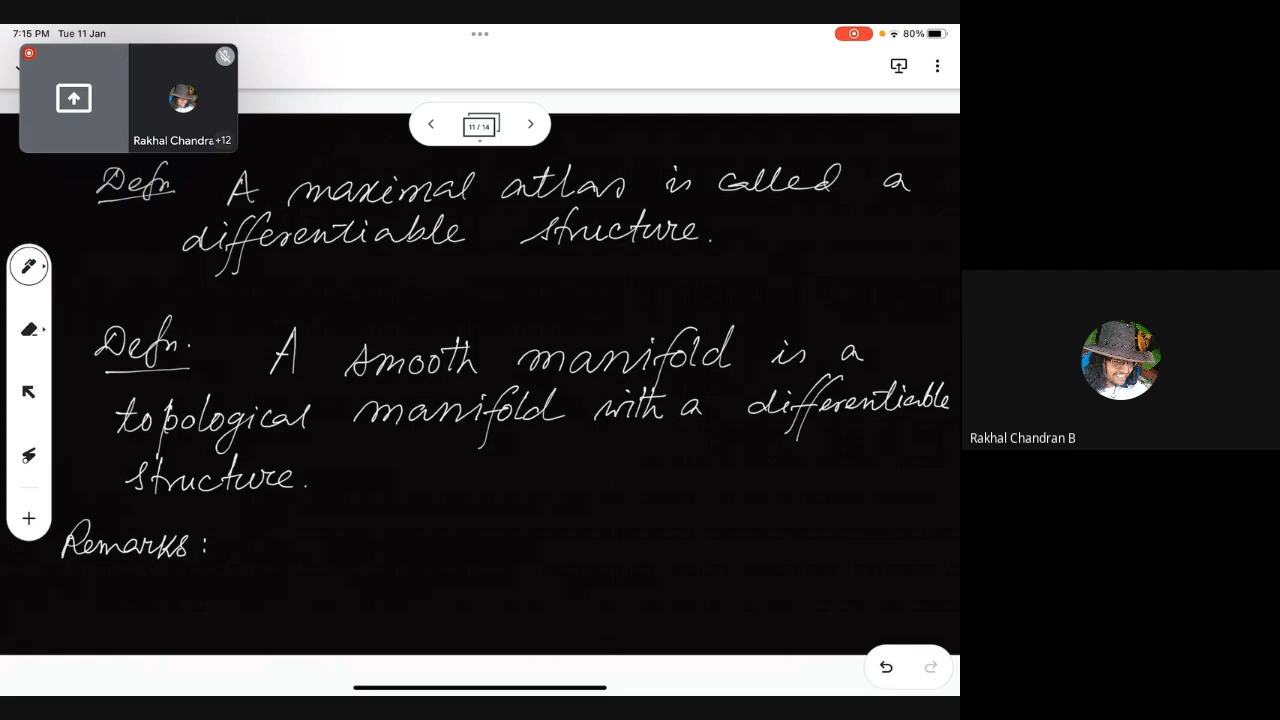 7:15 PM Tue 11 Jan
80%
Rakhal Chandra +12
11 / 14
Defn. A maximal atlas is called a
differentiable structure.
Defn. A smooth manifold is a
topological manifold with a differentiable
structure.
Remarks :
Rakhal Chandran B